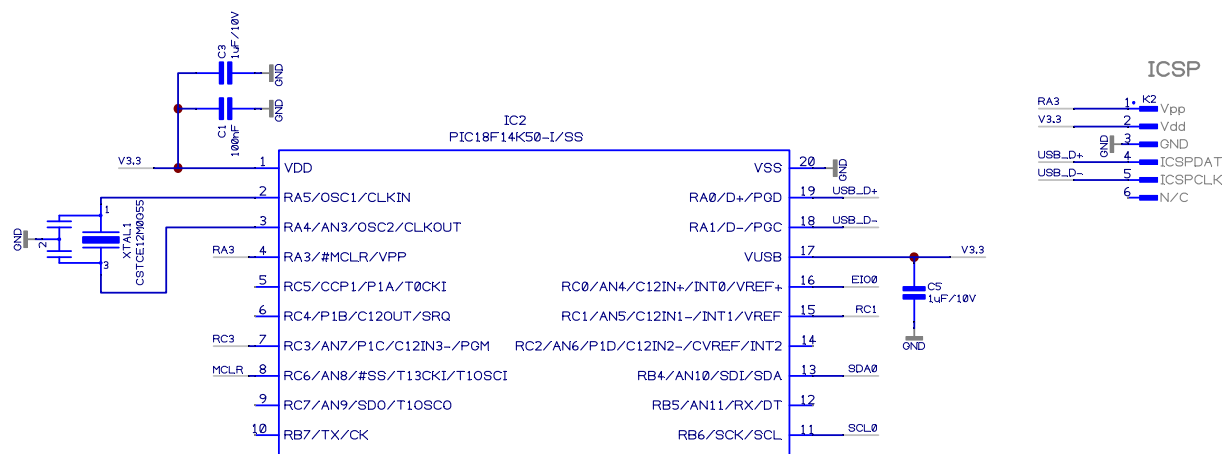 C3
1uF/10V
GND
C1
100nF
GND
ICSP
IC2
PIC18F14K50-I/SS
RA3 1 K2 Vpp
V3.3 2 Vdd
GND 3 GND
USB_D+ 4 ICSPDAT
USB_D- 5 ICSPCLK
6 N/C
V3.3 1 VDD
VSS 20 GND
2 RA5/OSC1/CLKIN
RA0/D+/PGD 19 USB_D+
3 RA4/AN3/OSC2/CLKOUT
RA1/D-/PGC 18 USB_D-
GND
1
2
3
XTAL1
CSTCE12M0G55
RA3 4 RA3/#MCLR/VPP
VUSB 17 V3.3
5 RC5/CCP1/P1A/T0CKI
RC0/AN4/C12IN+/INT0/VREF+ 16 EIO0
C5
1uF/10V
GND
6 RC4/P1B/C12OUT/SRQ
RC1/AN5/C12IN1-/INT1/VREF 15 RC1
RC3 7 RC3/AN7/P1C/C12IN3-/PGM
RC2/AN6/P1D/C12IN2-/CVREF/INT2 14
MCLR 8 RC6/AN8/#SS/T13CKI/T1OSCI
RB4/AN10/SDI/SDA 13 SDA0
9 RC7/AN9/SDO/T1OSCO
RB5/AN11/RX/DT 12
10 RB7/TX/CK
RB6/SCK/SCL 11 SCL0